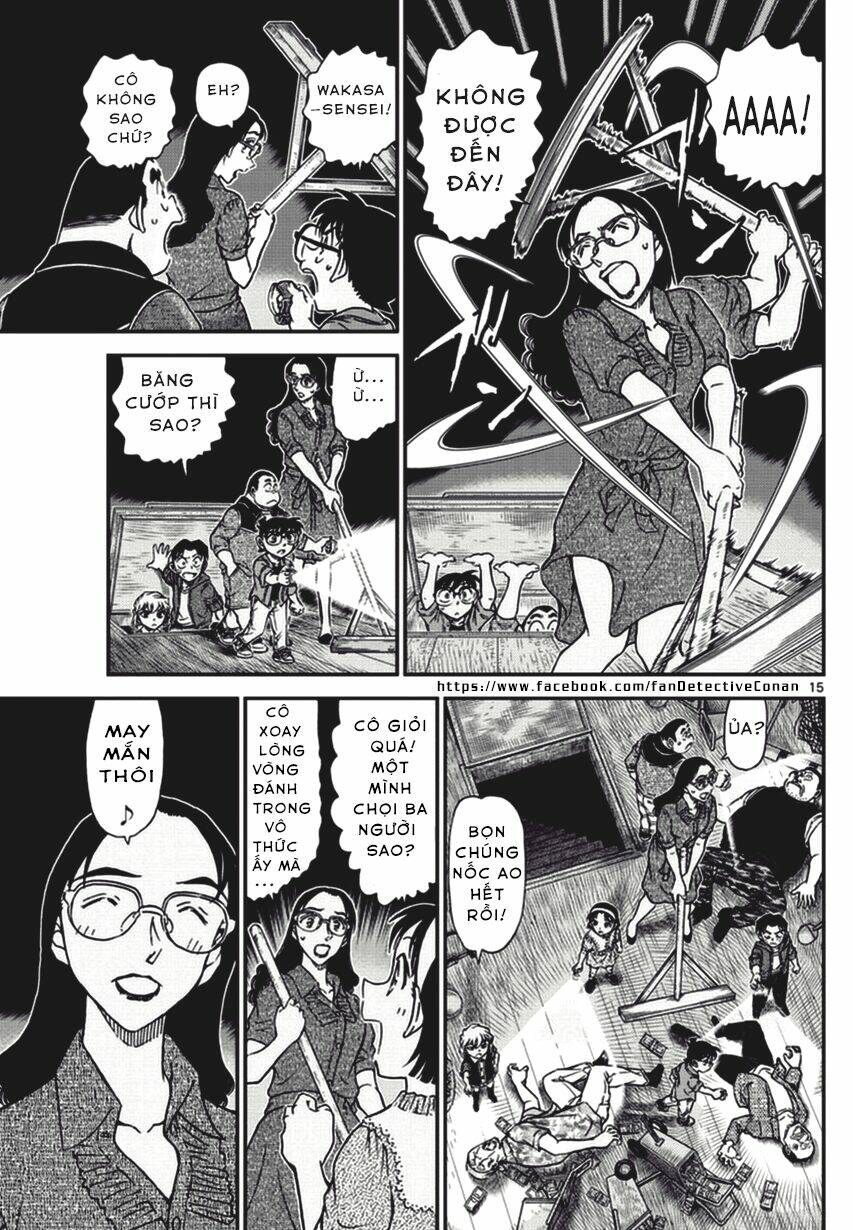 AAAA!
KHÔNG
ĐƯỢC
ĐẾN
ĐÂY!
WAKASA
-SENSEI!
EH?
CÔ
KHÔNG
SAO
CHỨ?
Ừ...
Ừ...
BĂNG
CƯỚP THÌ
SAO?
https://www.facebook.com/fanDetectiveConan
15
ỦA?
BỌN
CHÚNG
NỐC AO
HẾT
RỒI!
CÔ GIỎI
QUÁ!
MỘT
MÌNH
CHỌI BA
NGƯỜI
SAO?
CÔ
XOAY
LÒNG
VÒNG
ĐÁNH
TRONG
VÔ
THỨC
ẤY MÀ
...
MAY
MẮN
THÔI
♪